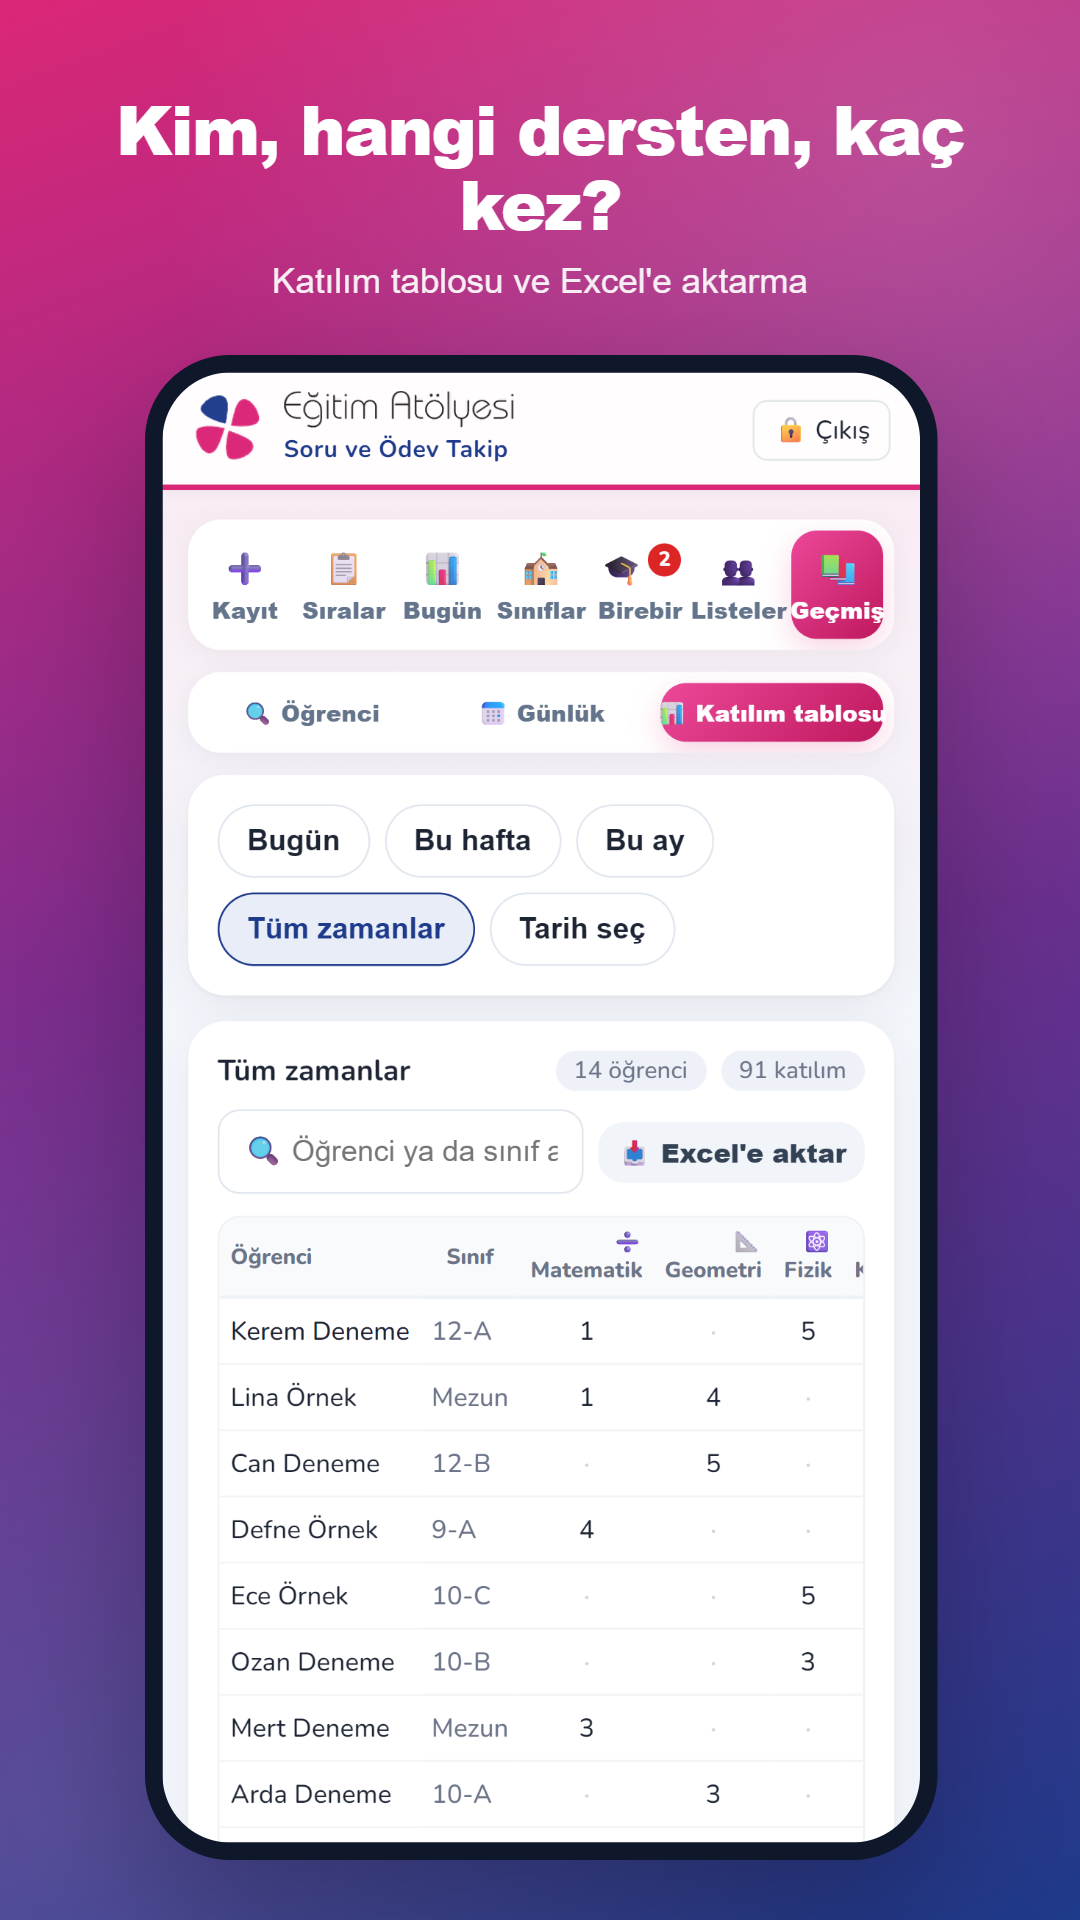 Kim, hangi dersten, kaç
kez?
Katılım tablosu ve Excel'e aktarma
Eğitim Atölyesi
Soru ve Ödev Takip
Çıkış
2
Kayıt Sıralar Bugün Sınıflar Birebir Listeler Geçmiş
Öğrenci Günlük Katılım tablosu
Bugün Bu hafta Bu ay
Tüm zamanlar Tarih seç
Tüm zamanlar 14 öğrenci 91 katılım
Öğrenci ya da sınıf Excel'e aktar
Öğrenci Sınıf Matematik Geometri Fizik
Kerem Deneme 12-A 1 · 5
Lina Örnek Mezun 1 4 ·
Can Deneme 12-B · 5 ·
Defne Örnek 9-A 4 · ·
Ece Örnek 10-C · · 5
Ozan Deneme 10-B · · 3
Mert Deneme Mezun 3 · ·
Arda Deneme 10-A · 3 ·